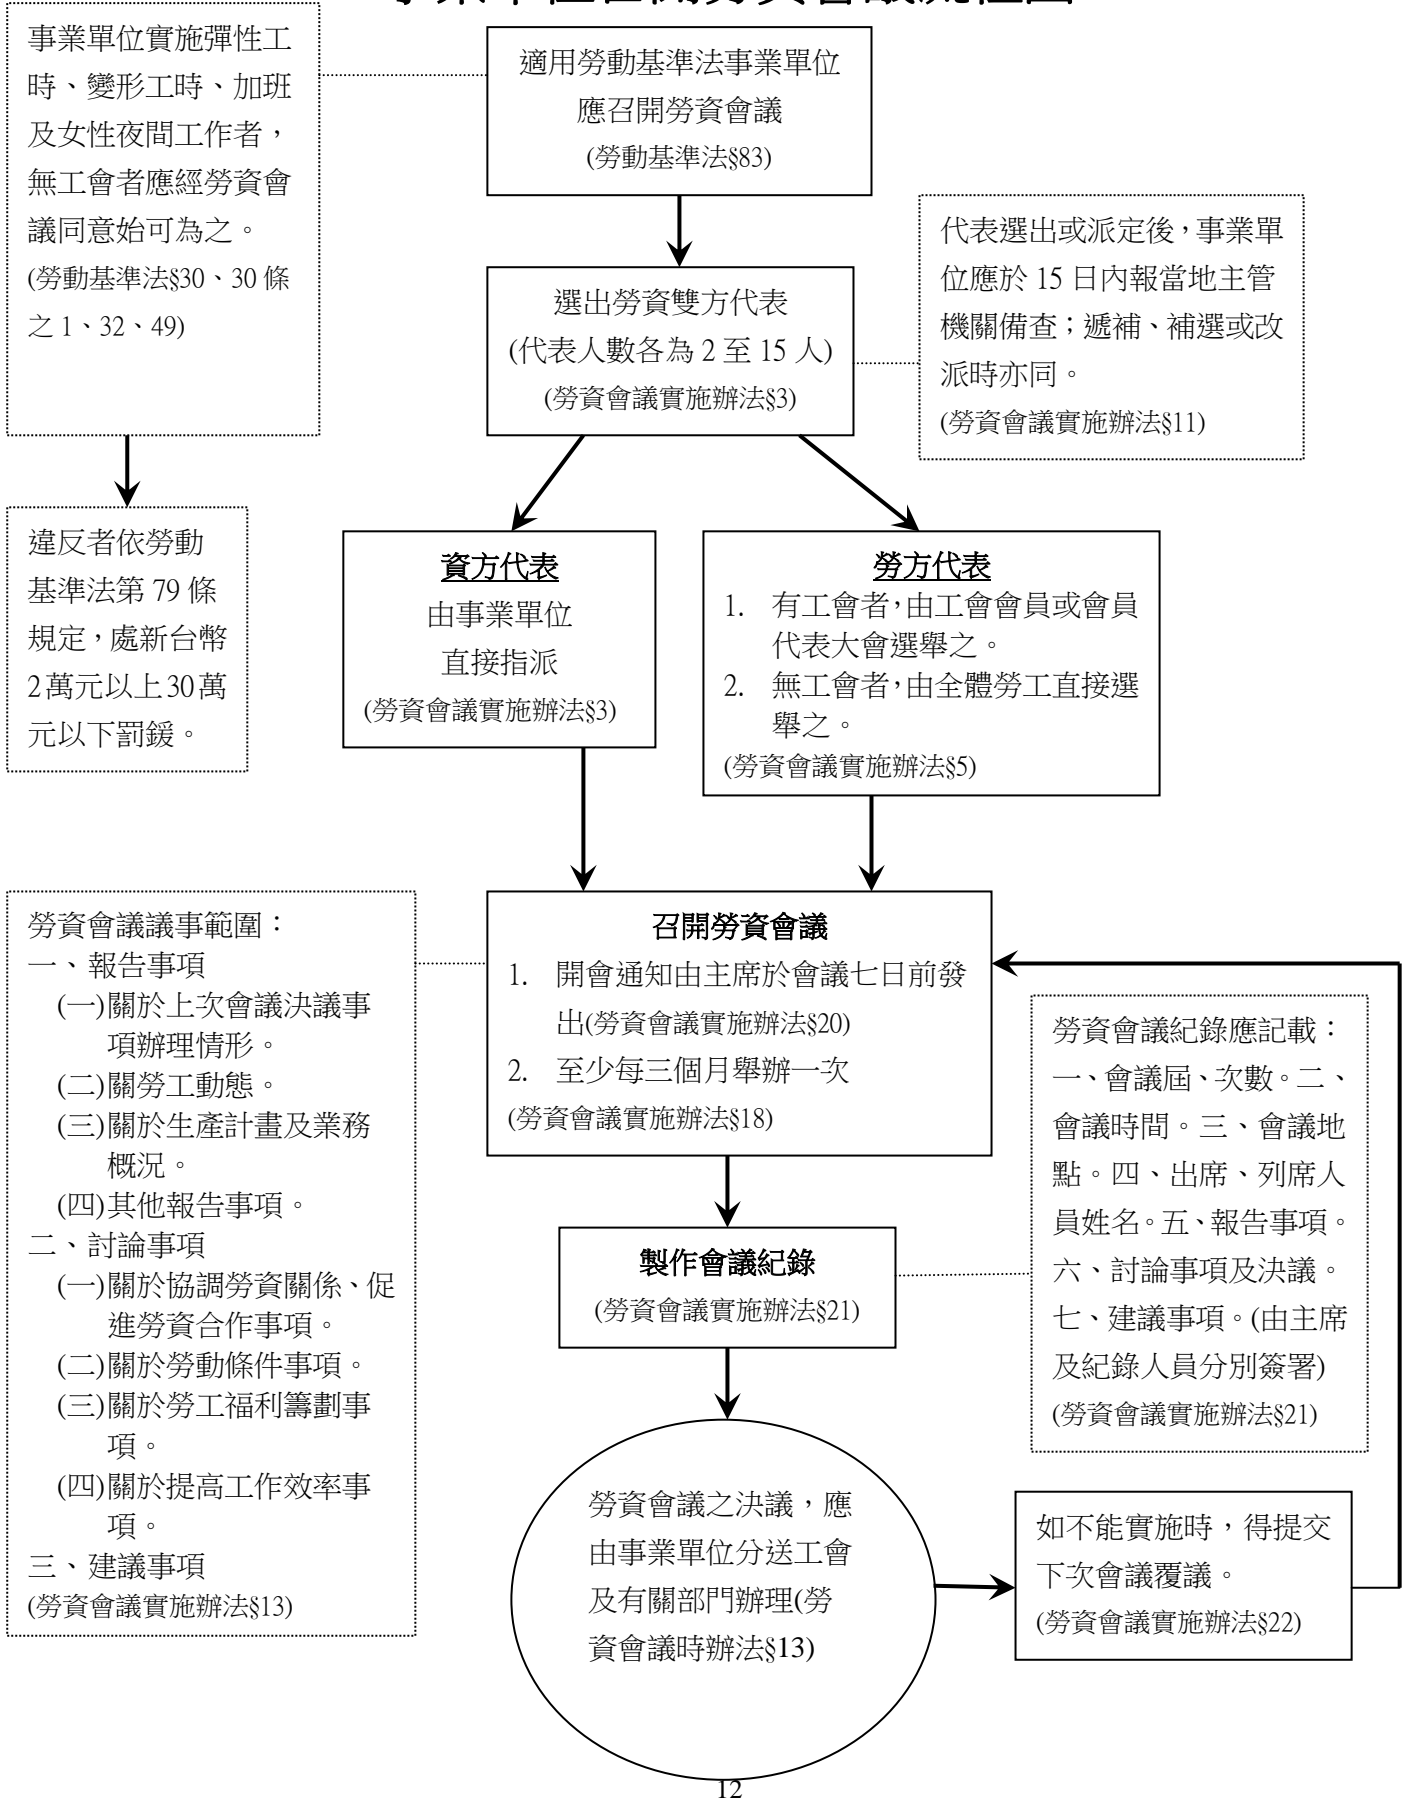 事業單位實施彈性工
時、變形工時、加班
及女性夜間工作者，
無工會者應經勞資會
議同意始可為之。
(勞動基準法§30、30 條
之 1、32、49)
適用勞動基準法事業單位
應召開勞資會議
(勞動基準法§83)
選出勞資雙方代表
(代表人數各為 2 至 15 人)
(勞資會議實施辦法§3)
代表選出或派定後，事業單
位應於 15 日內報當地主管
機關備查；遞補、補選或改
派時亦同。
(勞資會議實施辦法§11)
違反者依勞動
基準法第 79 條
規定，處新台幣
2萬元以上30萬
元以下罰鍰。
資方代表
由事業單位
直接指派
(勞資會議實施辦法§3)
勞方代表
1. 有工會者，由工會會員或會員
代表大會選舉之。
2. 無工會者，由全體勞工直接選
舉之。
(勞資會議實施辦法§5)
勞資會議議事範圍：
一、報告事項
(一)關於上次會議決議事
項辦理情形。
(二)關勞工動態。
(三)關於生產計畫及業務
概況。
(四)其他報告事項。
二、討論事項
(一)關於協調勞資關係、促
進勞資合作事項。
(二)關於勞動條件事項。
(三)關於勞工福利籌劃事
項。
(四)關於提高工作效率事
項。
三、建議事項
(勞資會議實施辦法§13)
召開勞資會議
1. 開會通知由主席於會議七日前發
出(勞資會議實施辦法§20)
2. 至少每三個月舉辦一次
(勞資會議實施辦法§18)
勞資會議紀錄應記載：
一、會議屆、次數。二、
會議時間。三、會議地
點。四、出席、列席人
員姓名。五、報告事項。
六、討論事項及決議。
七、建議事項。(由主席
及紀錄人員分別簽署)
(勞資會議實施辦法§21)
製作會議紀錄
(勞資會議實施辦法§21)
勞資會議之決議，應
由事業單位分送工會
及有關部門辦理(勞
資會議時辦法§13)
如不能實施時，得提交
下次會議覆議。
(勞資會議實施辦法§22)
12